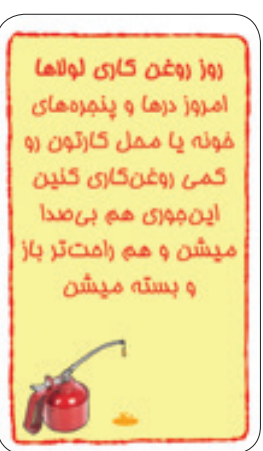 روز روغن کاری لولاها
امروز درها و پنجره‌های
خونه یا محل کارتون رو
کمی روغن‌کاری کنین
این‌جوری هم بی‌صدا
میشن و هم راحت‌تر باز
و بسته میشن